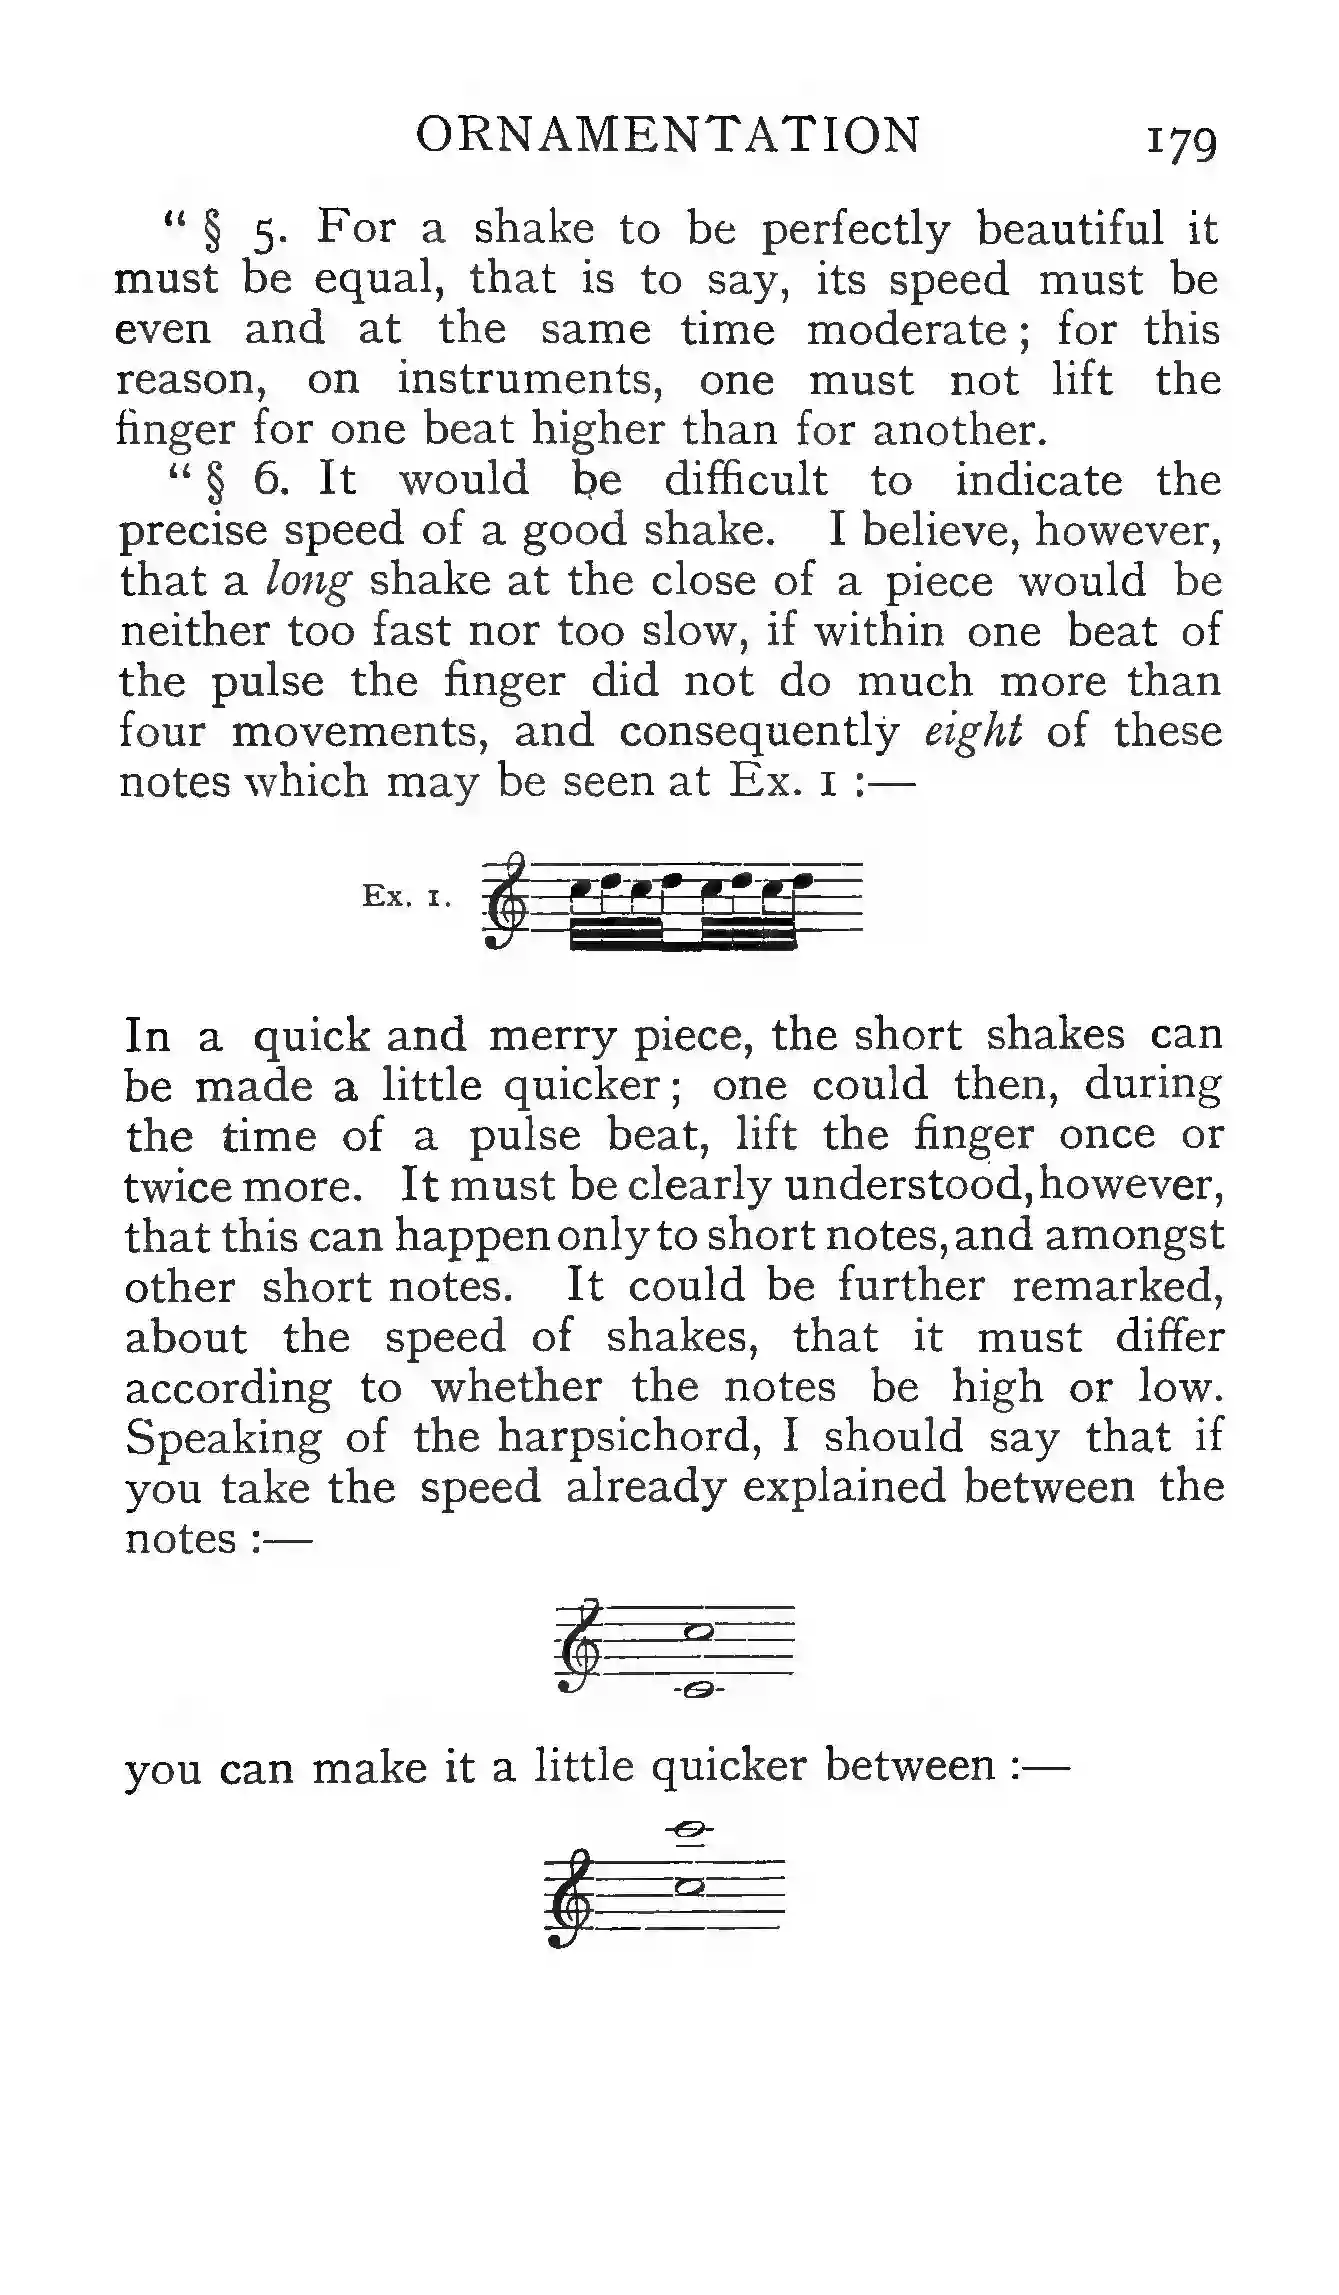 ORNAMENTATION 179
“ § 5. For a shake to be perfectly beautiful it
must be equal, that is to say, its speed must be
even and at the same time moderate ; for this
reason, on instruments, one must not lift the
finger for one beat higher than for another.
“ § 6. It would be difficult to indicate the
precise speed of a good shake. I believe, however,
that a long shake at the close of a piece would be
neither too fast nor too slow, if within one beat of
the pulse the finger did not do much more than
four movements, and consequently eight of these
notes which may be seen at Ex. 1 :—
Ex. 1.
In a quick and merry piece, the short shakes can
be made a little quicker ; one could then, during
the time of a pulse beat, lift the finger once or
twice more. It must be clearly understood, however,
that this can happen only to short notes, and amongst
other short notes. It could be further remarked,
about the speed of shakes, that it must differ
according to whether the notes be high or low.
Speaking of the harpsichord, I should say that if
you take the speed already explained between the
notes :—
you can make it a little quicker between :—